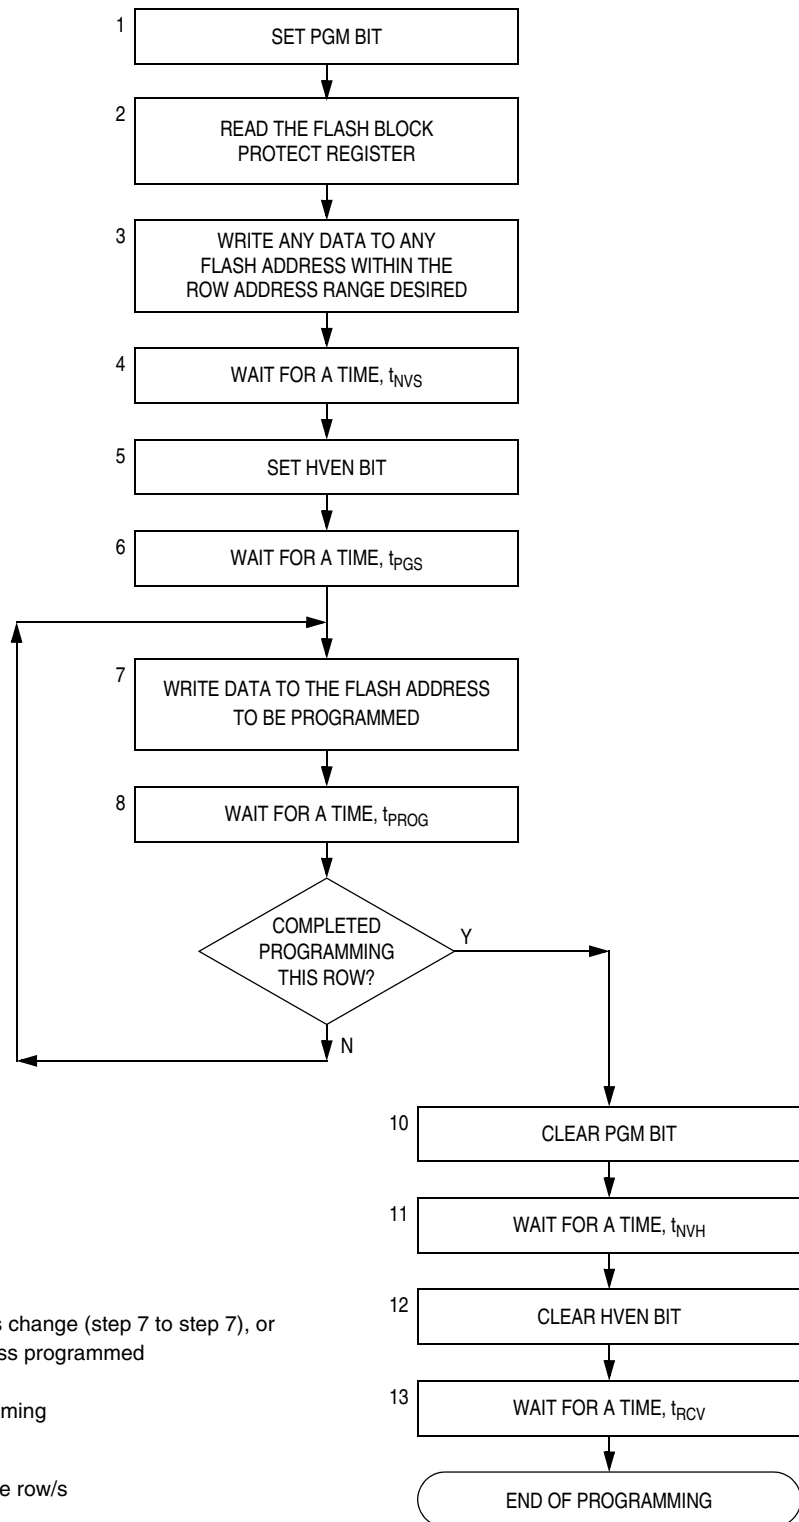 1
SET PGM BIT
2
READ THE FLASH BLOCK
PROTECT REGISTER
3
WRITE ANY DATA TO ANY
FLASH ADDRESS WITHIN THE
ROW ADDRESS RANGE DESIRED
4
WAIT FOR A TIME, tNVS
5
SET HVEN BIT
6
WAIT FOR A TIME, tPGS
7
WRITE DATA TO THE FLASH ADDRESS
TO BE PROGRAMMED
8
WAIT FOR A TIME, tPROG
COMPLETED
PROGRAMMING
THIS ROW?
Y
N
10
CLEAR PGM BIT
11
WAIT FOR A TIME, tNVH
12
CLEAR HVEN BIT
13
WAIT FOR A TIME, tRCV
END OF PROGRAMMING
change (step 7 to step 7), or
programmed
row/s